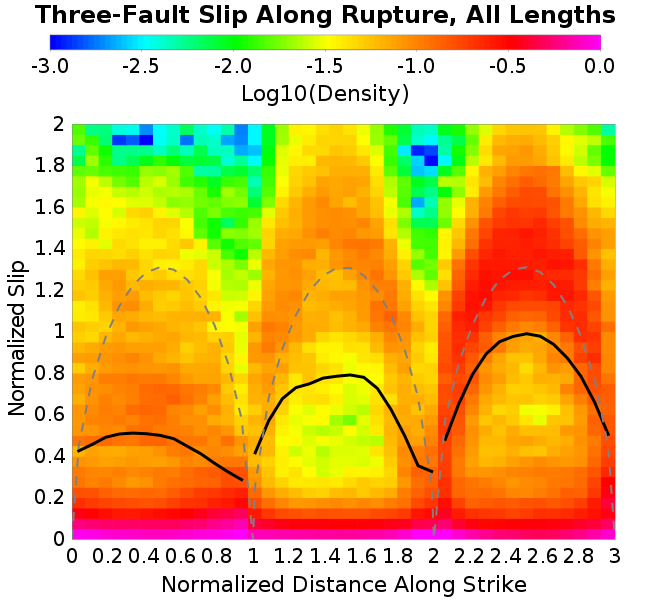 Three-Fault Slip Along Rupture, All Lengths
-3.0 -2.5 -2.0 -1.5 -1.0 -0.5 0.0
Log10(Density)
2
1.8
1.6
1.4
1.2
1
0.8
0.6
0.4
0.2
0
Normalized Slip
0 0.2 0.4 0.6 0.8 1 1.2 1.4 1.6 1.8 2 2.2 2.4 2.6 2.8 3
Normalized Distance Along Strike